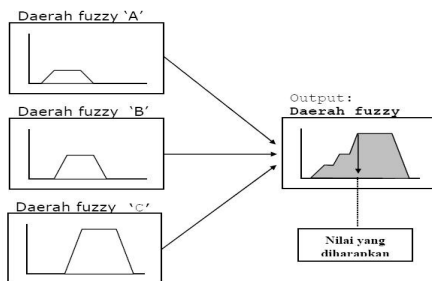 Daerah fuzzy ‘A’
Daerah fuzzy ‘B’
Daerah fuzzy ‘C’
Output:
Daerah fuzzy
Nilai yang
diharapkan